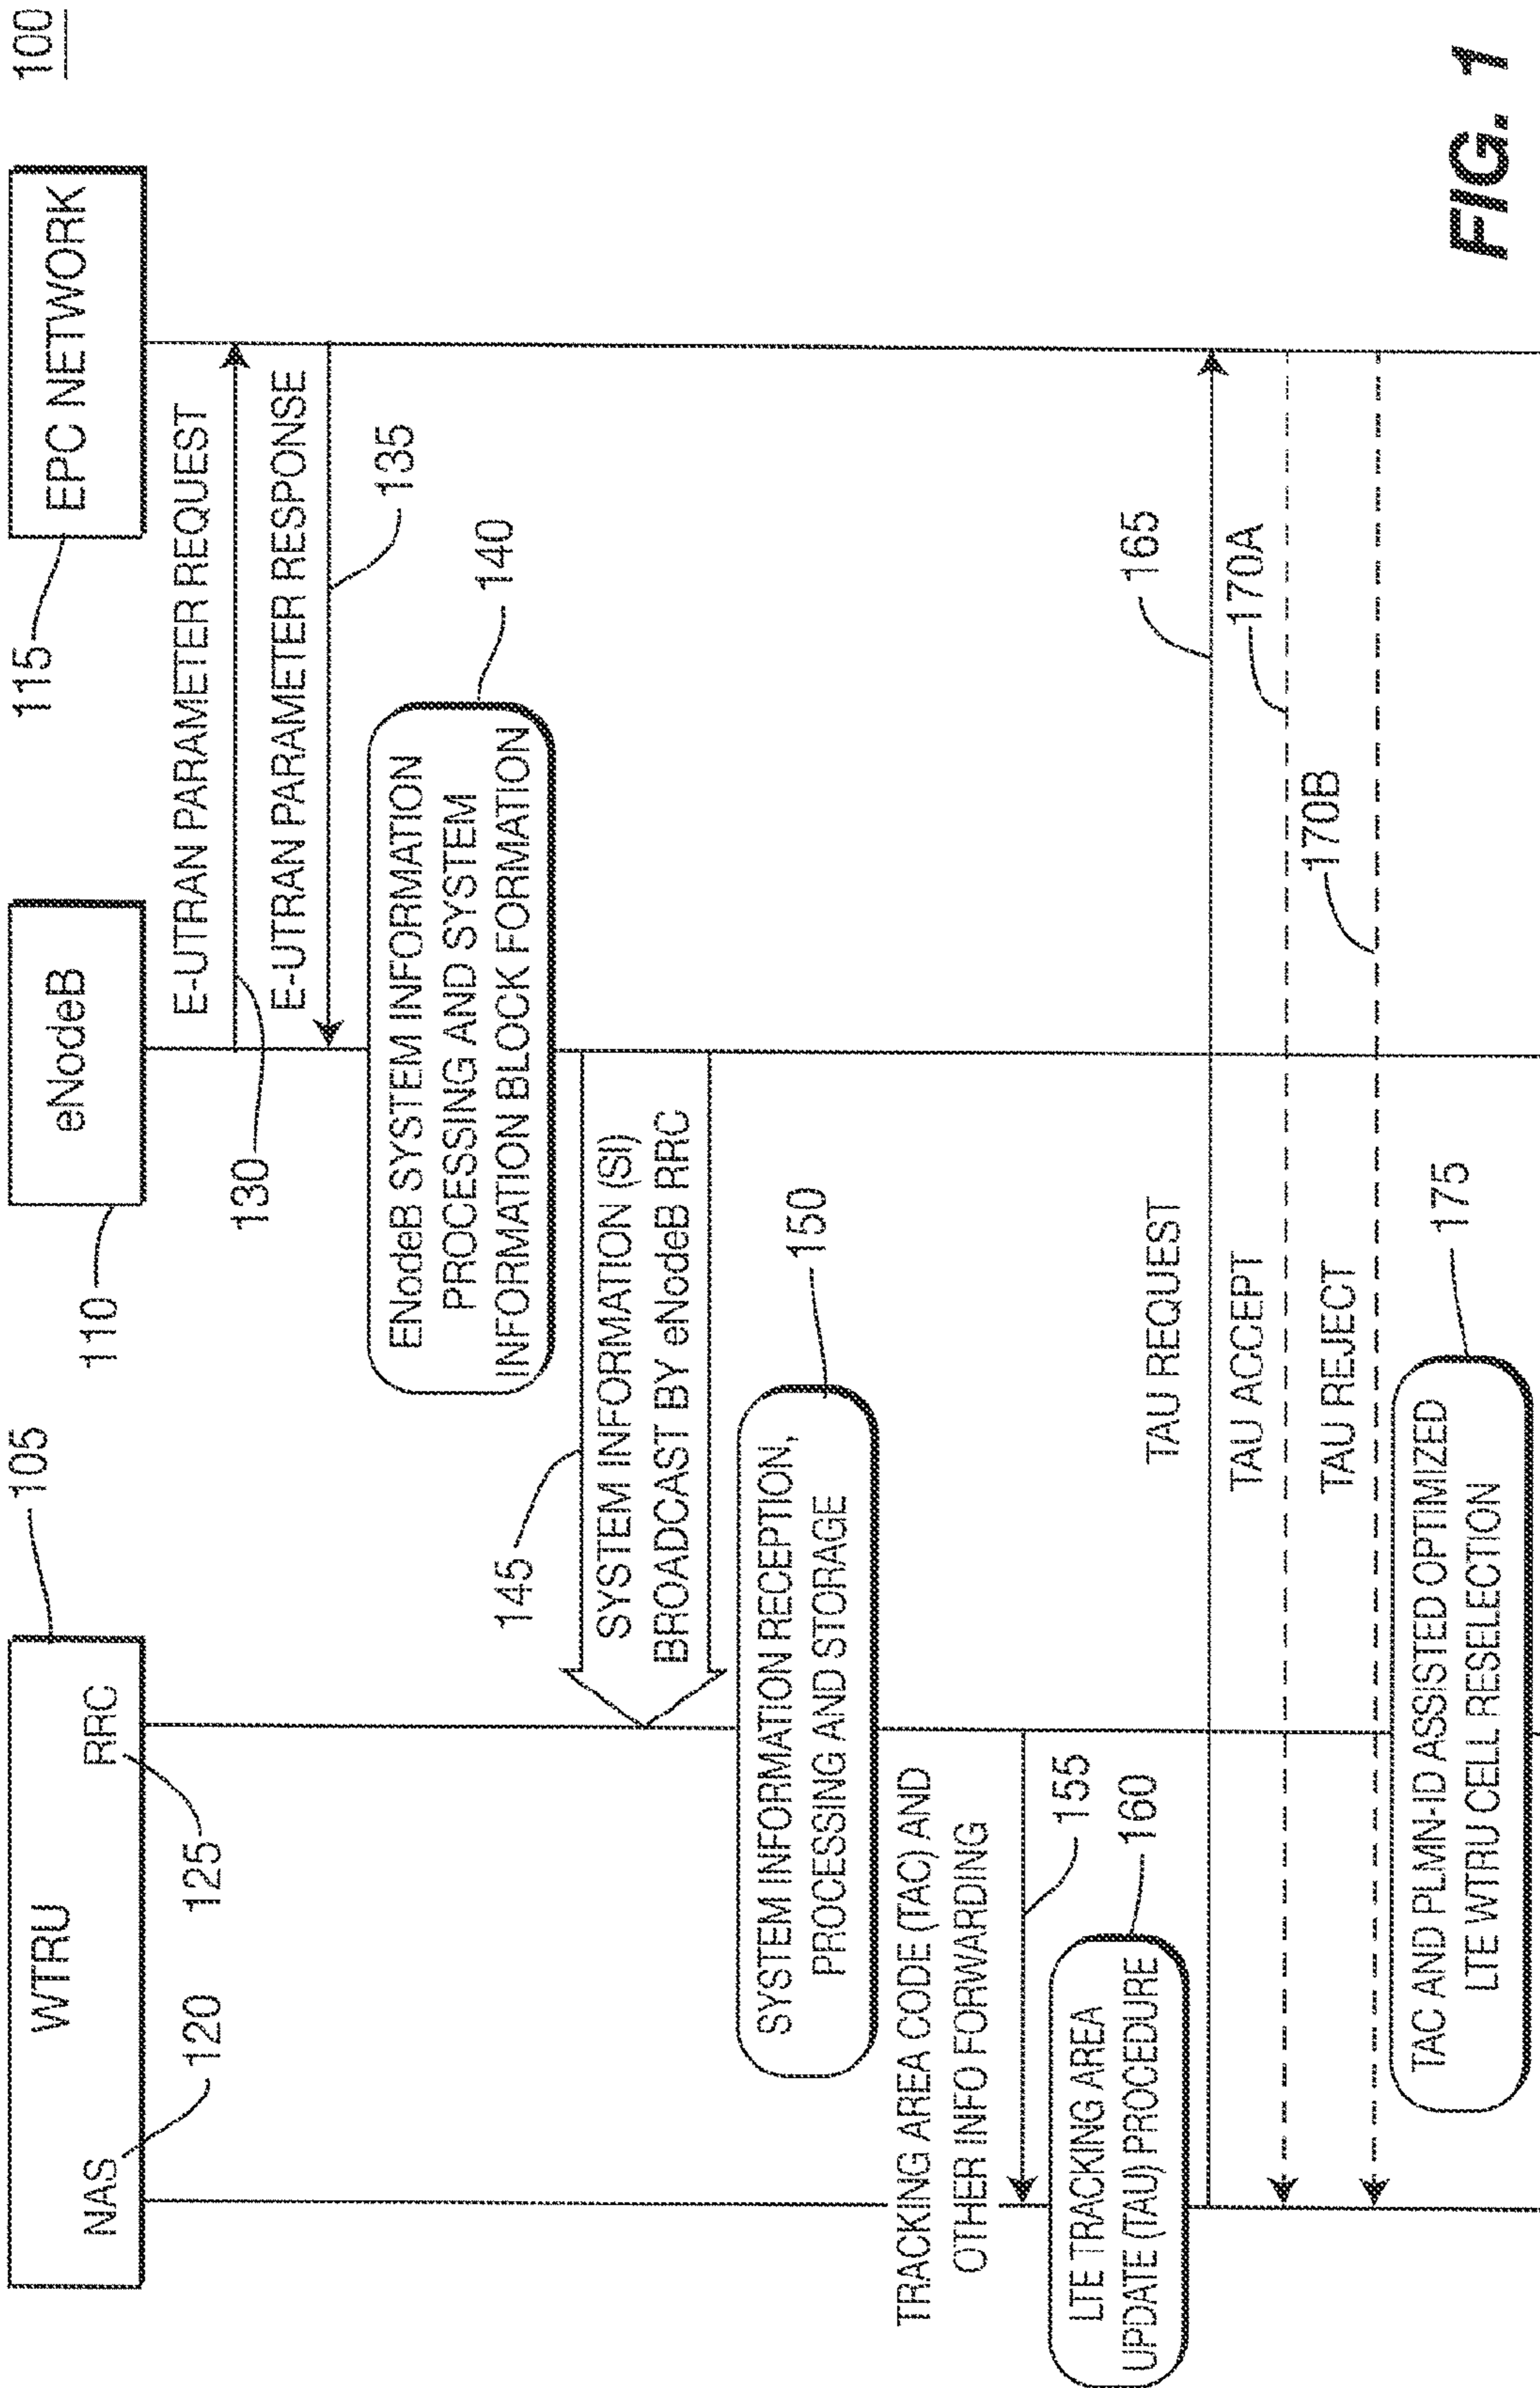 100
WTRU
NAS
RRC
120
125
105
eNodeB
110
EPC NETWORK
115
E-UTRAN PARAMETER REQUEST
130
E-UTRAN PARAMETER RESPONSE
135
ENodeB SYSTEM INFORMATION
PROCESSING AND SYSTEM
INFORMATION BLOCK FORMATION
140
145
SYSTEM INFORMATION (SI)
BROADCAST BY eNodeB RRC
SYSTEM INFORMATION RECEPTION,
PROCESSING AND STORAGE
150
TRACKING AREA CODE (TAC) AND
OTHER INFO FORWARDING
155
LTE TRACKING AREA
UPDATE (TAU) PROCEDURE
160
TAU REQUEST
165
TAU ACCEPT
170A
TAU REJECT
170B
TAC AND PLMN-ID ASSISTED OPTIMIZED
LTE WTRU CELL RESELECTION
175
FIG. 1